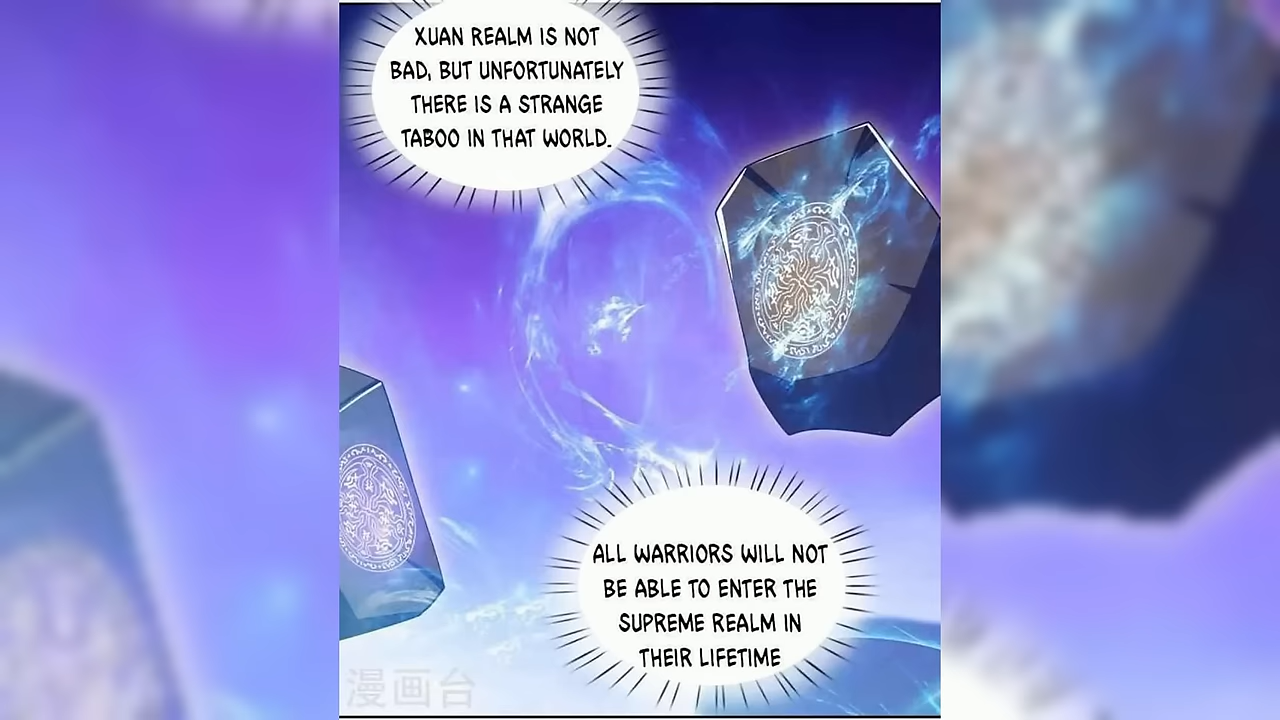 XUAN REALM IS NOT
BAD, BUT UNFORTUNATELY
THERE IS A STRANGE
TABOO IN THAT WORLD.
ALL WARRIORS WILL NOT
BE ABLE TO ENTER THE
SUPREME REALM IN
THEIR LIFETIME
漫画台